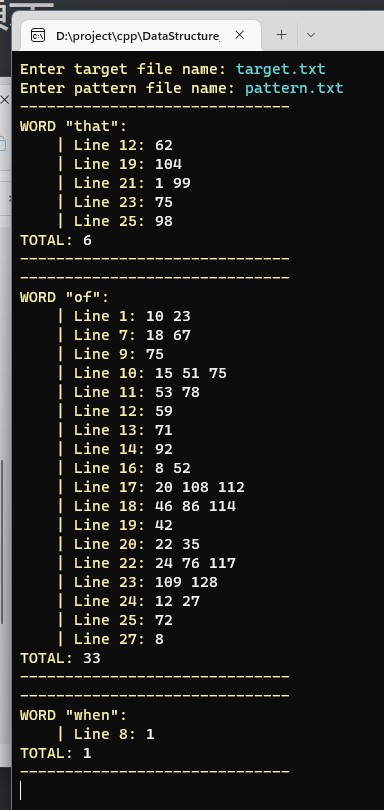 D:\project\cpp\DataStructure_
Enter target file name: target.txt
Enter pattern file name: pattern.txt
------------------------------
WORD "that":
    | Line 12: 62
    | Line 19: 104
    | Line 21: 1 99
    | Line 23: 75
    | Line 25: 98
TOTAL: 6
------------------------------
------------------------------
WORD "of":
    | Line 1: 10 23
    | Line 7: 18 67
    | Line 9: 75
    | Line 10: 15 51 75
    | Line 11: 53 78
    | Line 12: 59
    | Line 13: 71
    | Line 14: 92
    | Line 16: 8 52
    | Line 17: 20 108 112
    | Line 18: 46 86 114
    | Line 19: 42
    | Line 20: 22 35
    | Line 22: 24 76 117
    | Line 23: 109 128
    | Line 24: 12 27
    | Line 25: 72
    | Line 27: 8
TOTAL: 33
------------------------------
------------------------------
WORD "when":
    | Line 8: 1
TOTAL: 1
------------------------------